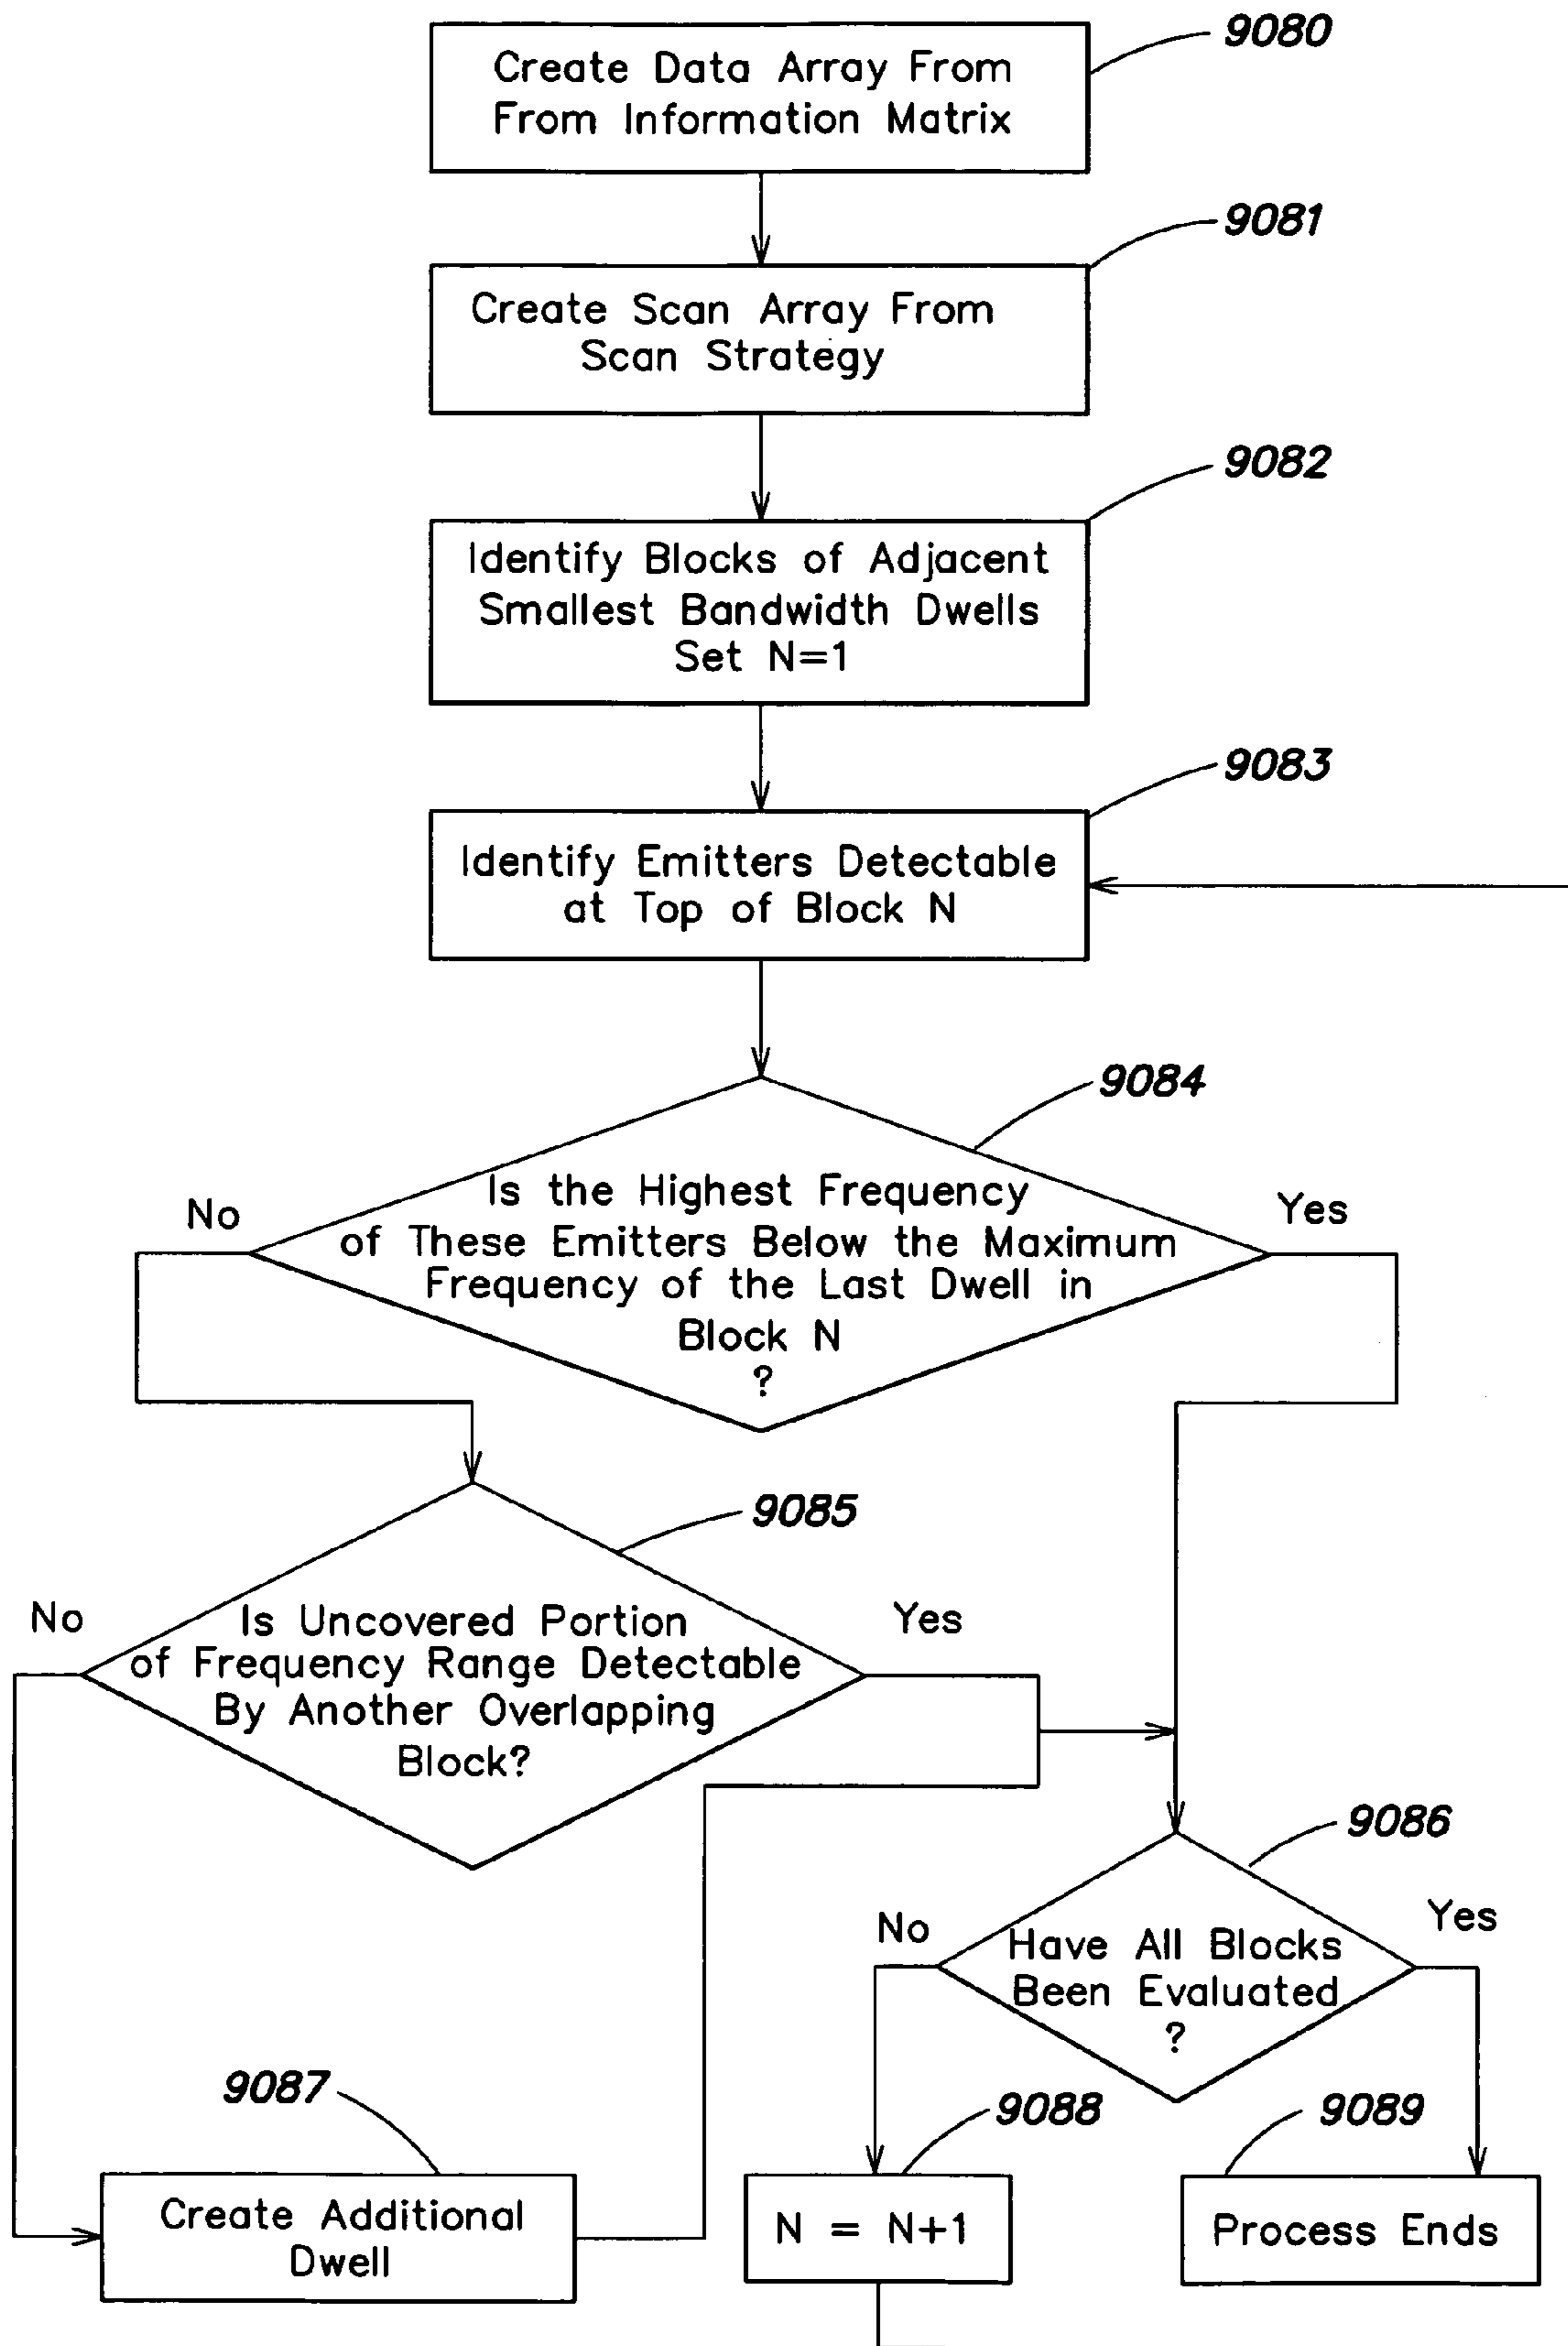 9080
Create Data Array From
From Information Matrix
9081
Create Scan Array From
Scan Strategy
9082
Identify Blocks of Adjacent
Smallest Bandwidth Dwells
Set N=1
9083
Identify Emitters Detectable
at Top of Block N
9084
No
Is the Highest Frequency
of These Emitters Below the Maximum
Frequency of the Last Dwell in
Block N
?
Yes
9085
No
Is Uncovered Portion
of Frequency Range Detectable
By Another Overlapping
Block?
Yes
9086
No
Have All Blocks
Been Evaluated
?
Yes
9087
Create Additional
Dwell
9088
N = N+1
9089
Process Ends